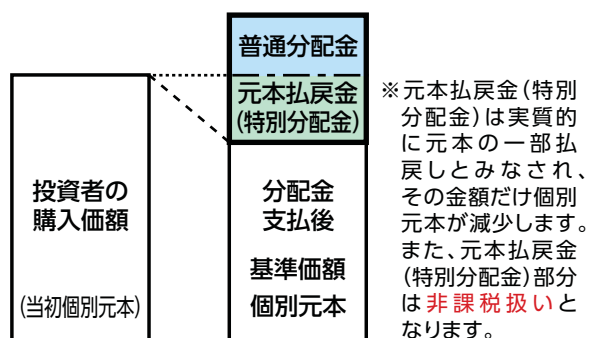 普通分配金
元本払戻金
(特別分配金)
投資者の
購入価額
(当初個別元本)
分配金
支払後
基準価額
個別元本
※元本払戻金(特別
分配金)は実質的
に元本の一部払
戻しとみなされ、
その金額だけ個別
元本が減少します。
また、元本払戻金
(特別分配金)部分
は非課税扱いと
なります。